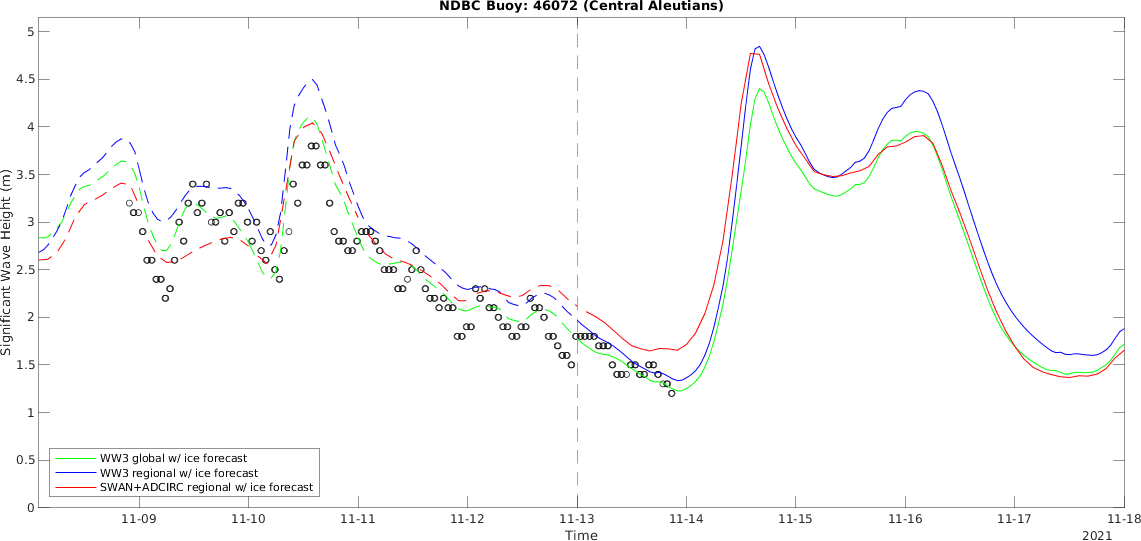 NDBC Buoy: 46072 (Central Aleutians)
Significant Wave Height (m)
5
4.5
4
3.5
3
2.5
2
1.5
1
0.5
0
WW3 global w/ ice forecast
WW3 regional w/ ice forecast
SWAN+ADCIRC regional w/ ice forecast
11-09 11-10 11-11 11-12 11-13 11-14 11-15 11-16 11-17 11-18
Time
2021